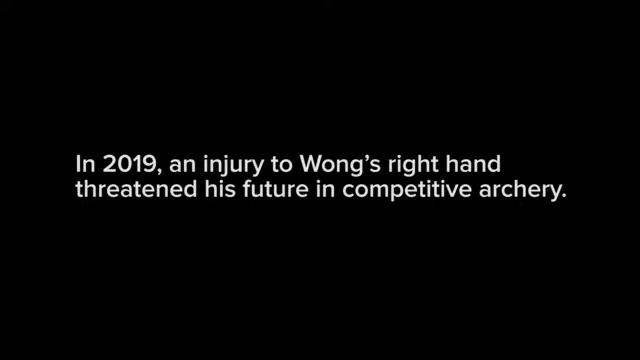 In 2019, an injury to Wong’s right hand
threatened his future in competitive archery.